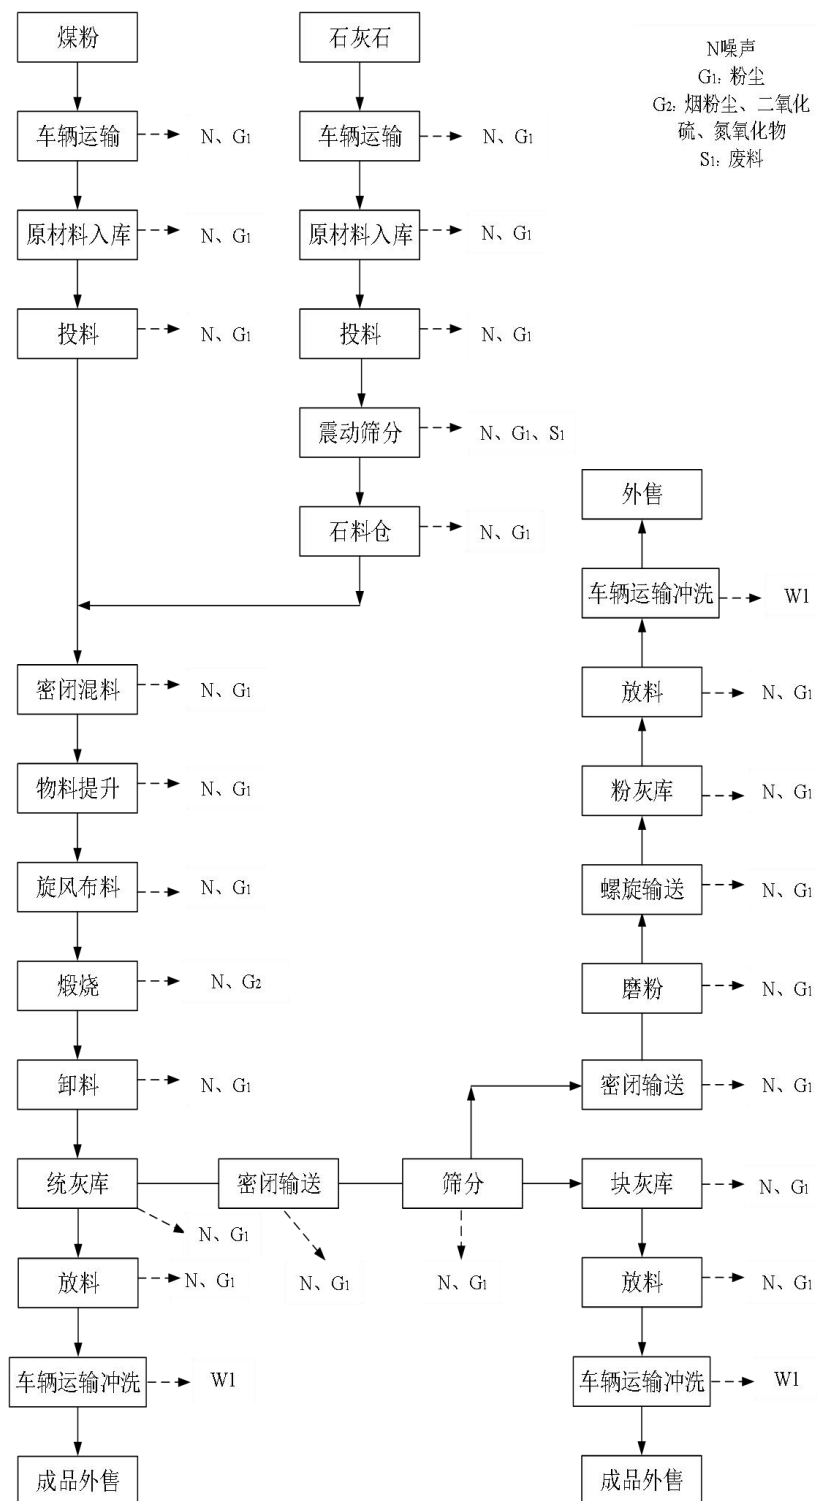 煤粉
石灰石
N噪声
G1: 粉尘
G2: 烟粉尘、二氧化
硫、氮氧化物
S1: 废料
车辆运输
N、G1
车辆运输
N、G1
原材料入库
N、G1
原材料入库
N、G1
投料
N、G1
投料
N、G1
震动筛分
N、G1、S1
石料仓
N、G1
外售
车辆运输冲洗
W1
密闭混料
N、G1
放料
N、G1
物料提升
N、G1
粉灰库
N、G1
旋风布料
N、G1
螺旋输送
N、G1
煅烧
N、G2
磨粉
N、G1
卸料
N、G1
密闭输送
N、G1
统灰库
N、G1
密闭输送
N、G1
筛分
N、G1
块灰库
N、G1
放料
N、G1
放料
N、G1
车辆运输冲洗
W1
车辆运输冲洗
W1
成品外售
成品外售